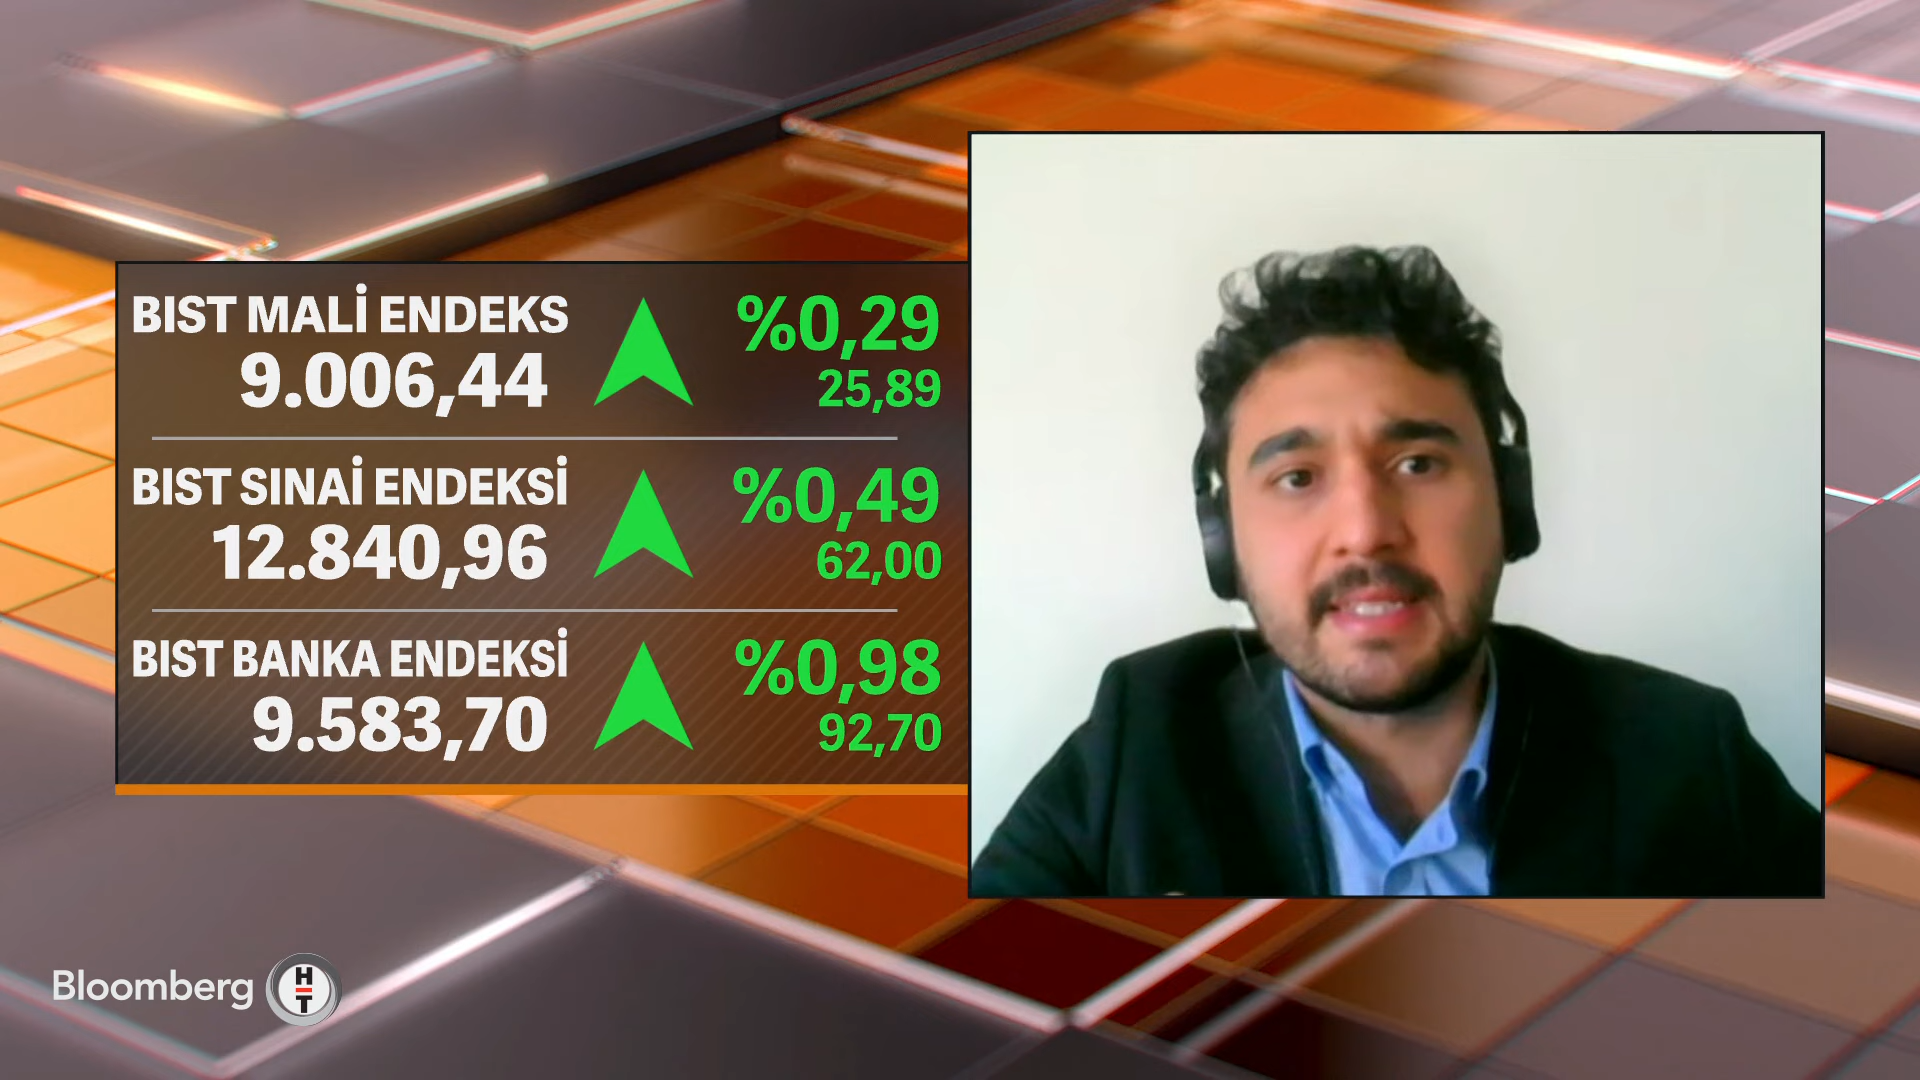 BIST MALİ ENDEKS
9.006,44
%0,29
25,89
BIST SINAİ ENDEKSİ
12.840,96
%0,49
62,00
BIST BANKA ENDEKSİ
9.583,70
%0,98
92,70
Bloomberg HT